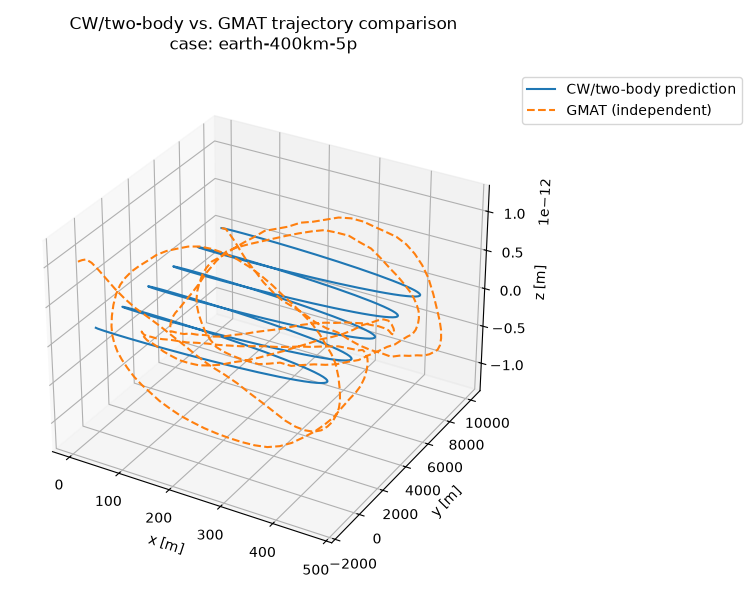 CW/two-body vs. GMAT trajectory comparison
case: earth-400km-5p
CW/two-body prediction
GMAT (independent)
1e−12
1.0
0.5
0.0
−0.5
−1.0
z [m]
10000
8000
6000
4000
2000
0
−2000
y [m]
0
100
200
300
400
500
x [m]